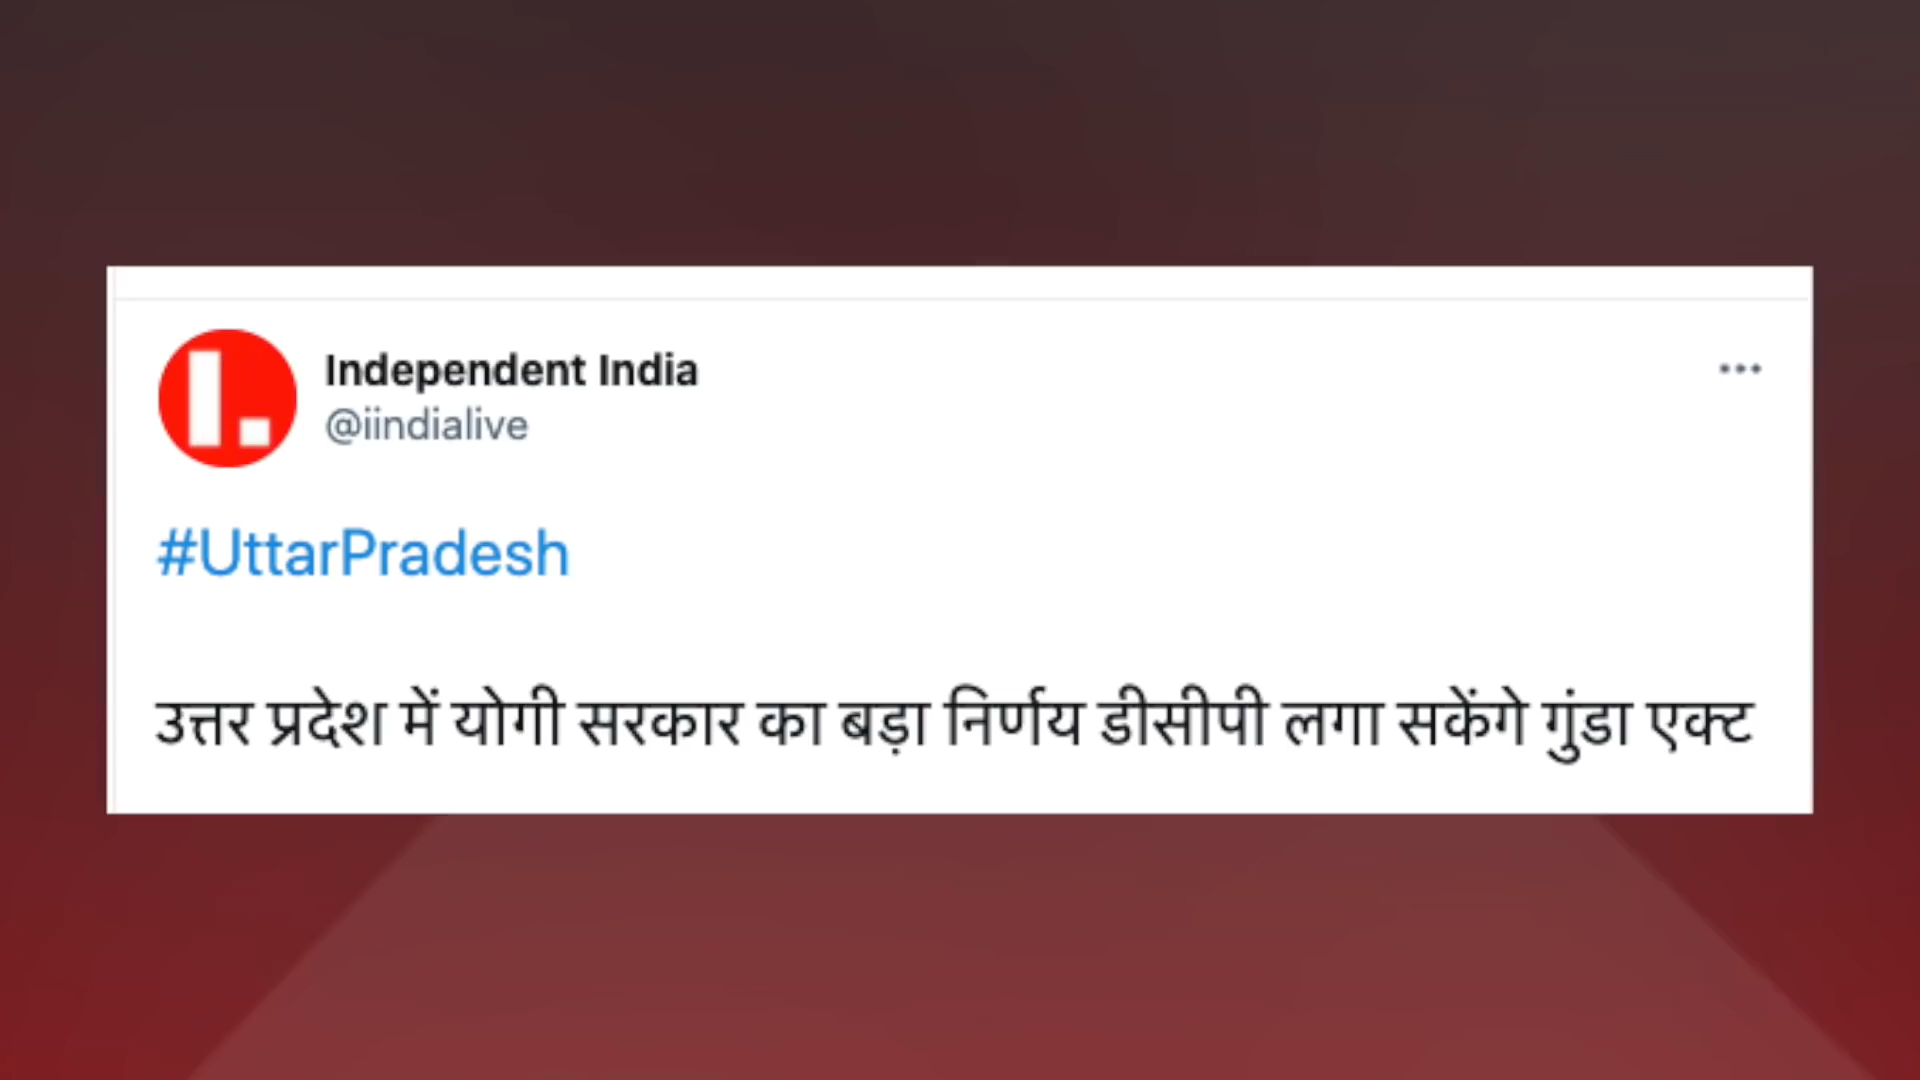 Independent India
@iindialive
#UttarPradesh
उत्तर प्रदेश में योगी सरकार का बड़ा निर्णय डीसीपी लगा सकेंगे गुंडा एक्ट